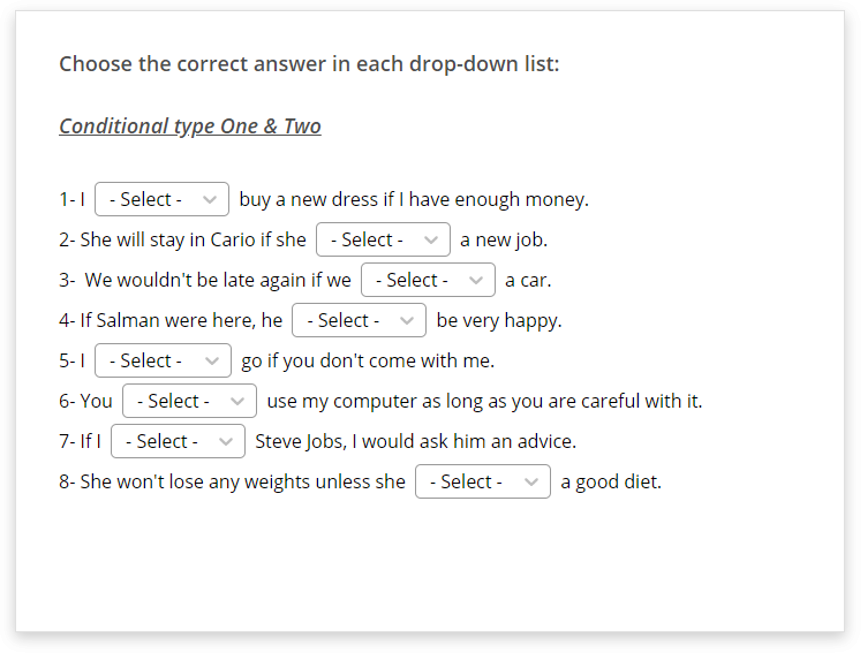 Choose the correct answer in each drop-down list:
Conditional type One & Two
1- I - Select - buy a new dress if I have enough money.
2- She will stay in Cario if she - Select - a new job.
3- We wouldn't be late again if we - Select - a car.
4- If Salman were here, he - Select - be very happy.
5- I - Select - go if you don't come with me.
6- You - Select - use my computer as long as you are careful with it.
7- If I - Select - Steve Jobs, I would ask him an advice.
8- She won't lose any weights unless she - Select - a good diet.